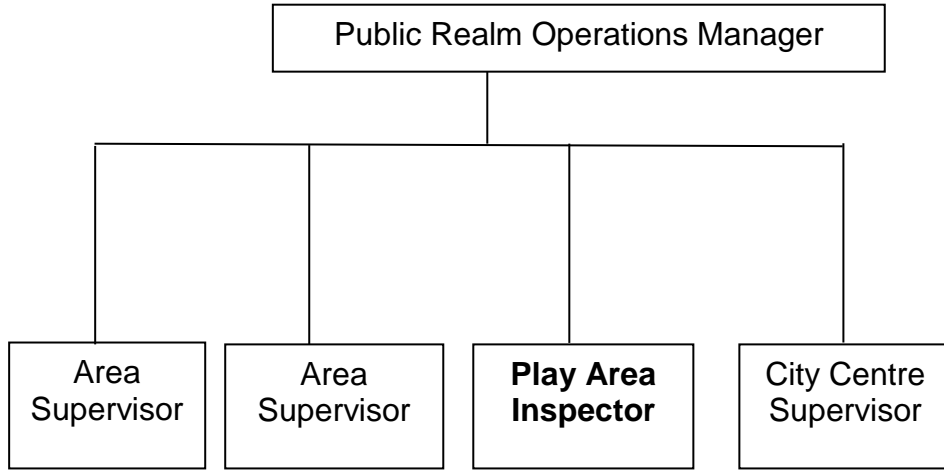 Public Realm Operations Manager
Area
Supervisor
Area
Supervisor
Play Area
Inspector
City Centre
Supervisor